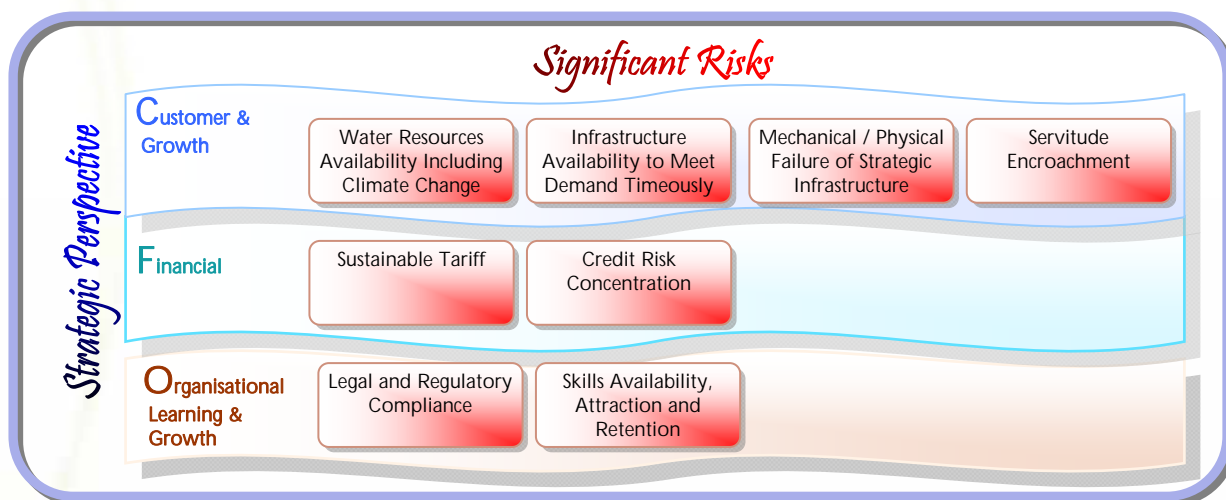 Significant Risks
Strategic Perspective
Customer &
Growth
Water Resources
Availability Including
Climate Change
Infrastructure
Availability to Meet
Demand Timeously
Mechanical / Physical
Failure of Strategic
Infrastructure
Servitude
Encroachment
Financial
Sustainable Tariff
Credit Risk
Concentration
Organisational
Learning &
Growth
Legal and Regulatory
Compliance
Skills Availability,
Attraction and
Retention